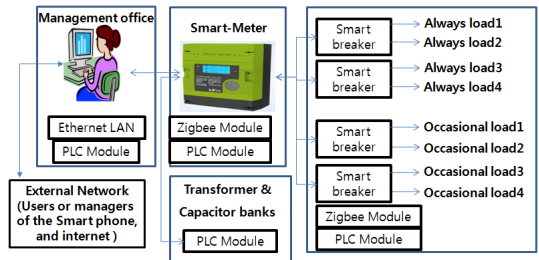 Management office
Ethernet LAN
PLC Module
External Network
(Users or managers
of the Smart phone,
and internet )
Smart-Meter
Zigbee Module
PLC Module
Transformer &
Capacitor banks
PLC Module
Smart
breaker
Always load1
Always load2
Smart
breaker
Always load3
Always load4
Smart
breaker
Occasional load1
Occasional load2
Smart
breaker
Occasional load3
Occasional load4
Zigbee Module
PLC Module